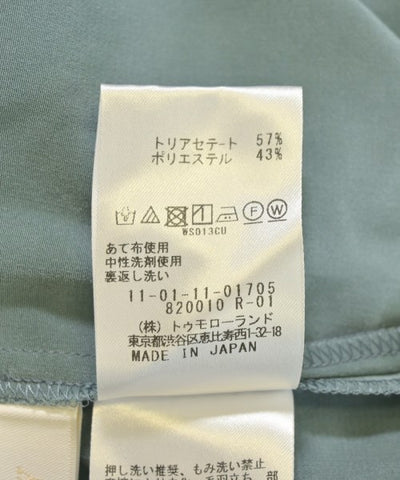 トリアセテート 57%
ポリエステル 43%
WS013CU
あて布使用
中性洗剤使用
裏返し洗い
11-01-11-01705
820010 R-01
(株)トゥモローランド
東京都渋谷区恵比寿西1-32-18
MADE IN JAPAN
押し洗い推奨、もみ洗い禁止